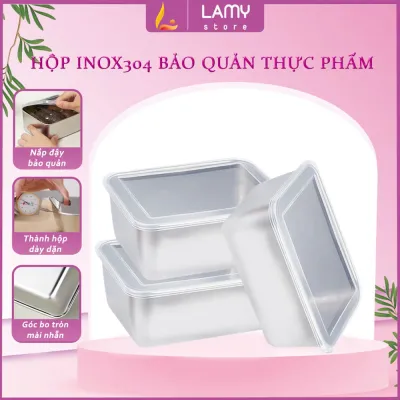 LAMY
store
HỘP INOX304 BẢO QUẢN THỰC PHẨM
Nắp đậy
bảo quản
Thành hộp
dày dặn
Góc bo tròn
mài nhẵn